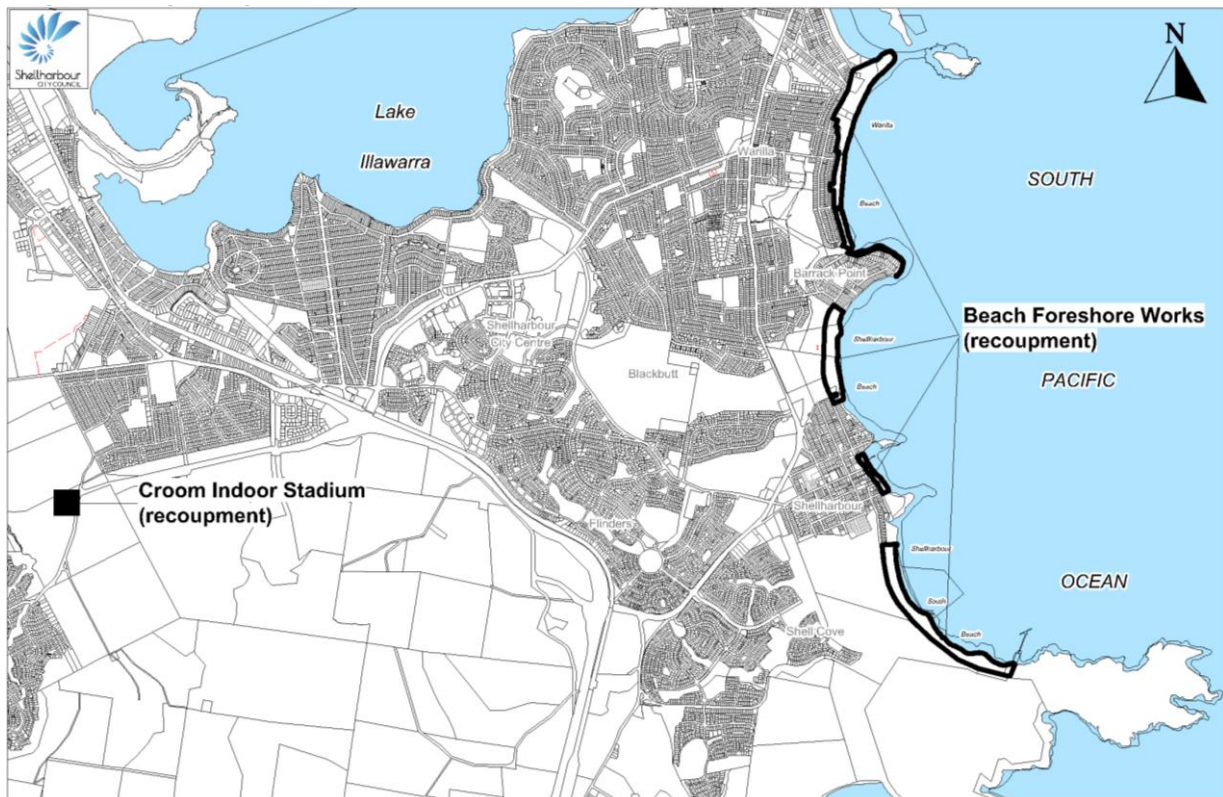 Shellharbour
CITY COUNCIL
N
Lake
Illawarra
Warilla
Beach
Warilla
SOUTH
Barrack Point
Beach Foreshore Works
(recoupment)
Shellharbour
City Centre
Shellharbour
Beach
Blackbutt
PACIFIC
Croom Indoor Stadium
(recoupment)
Shellharbour
Flinders
Shellharbour
South
Beach
OCEAN
Shell Cove